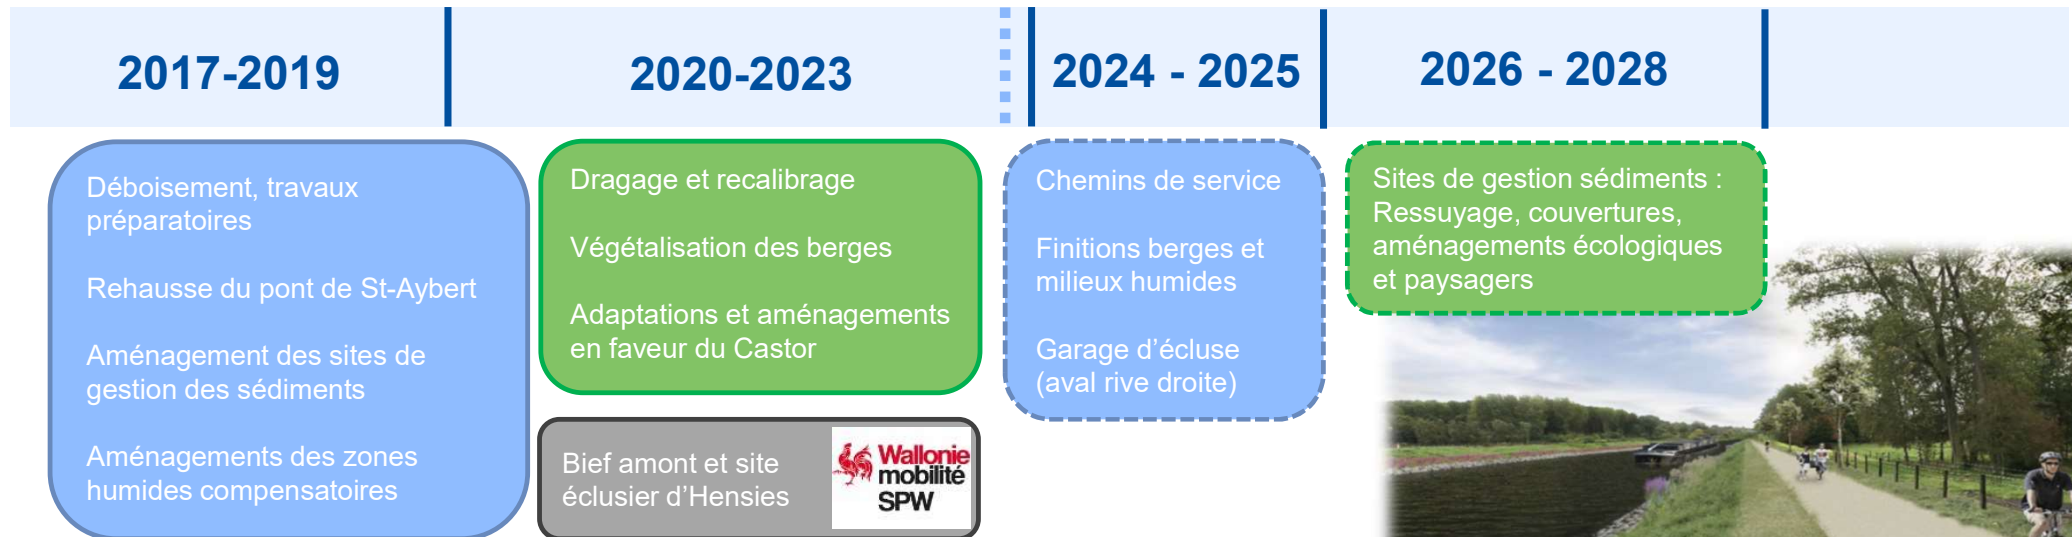 2017-2019
2020-2023
2024 - 2025
2026 - 2028
Déboisement, travaux
préparatoires
Rehausse du pont de St-Aybert
Aménagement des sites de
gestion des sédiments
Aménagements des zones
humides compensatoires
Dragage et recalibrage
Végétalisation des berges
Adaptations et aménagements
en faveur du Castor
Bief amont et site
éclusier d’Hensies
Wallonie
mobilité
SPW
Chemins de service
Finitions berges et
milieux humides
Garage d’écluse
(aval rive droite)
Sites de gestion sédiments :
Ressuyage, couvertures,
aménagements écologiques
et paysagers